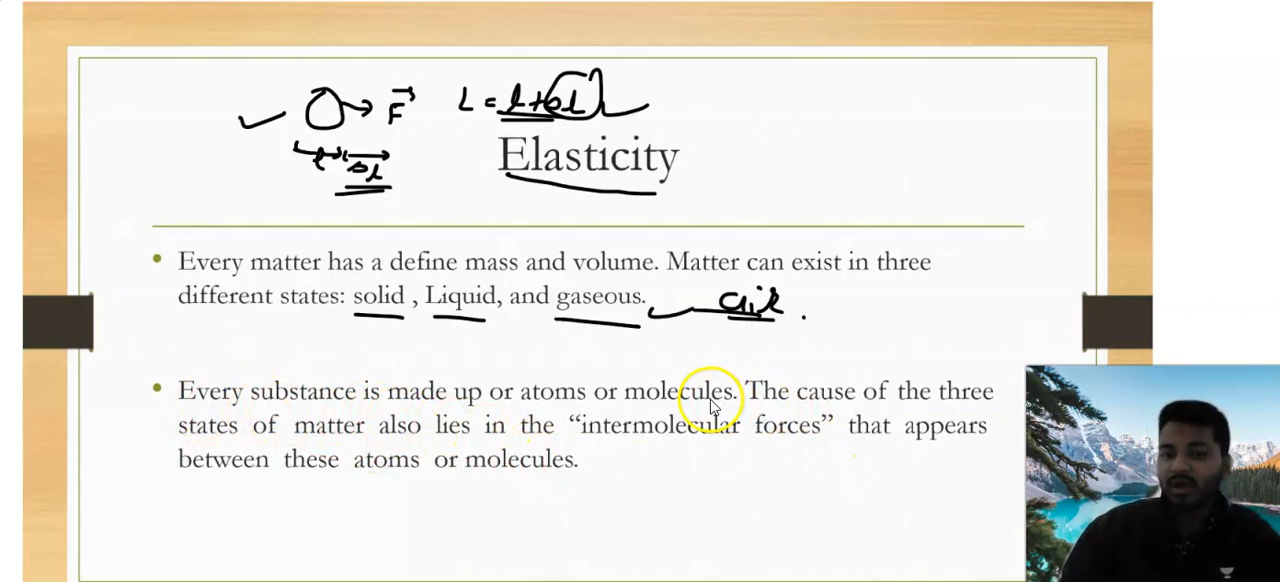 F L = l + ΔL
l ΔL
Elasticity
• Every matter has a define mass and volume. Matter can exist in three
different states: solid , Liquid, and gaseous. air .
• Every substance is made up or atoms or molecules. The cause of the three
states of matter also lies in the “intermolecular forces” that appears
between these atoms or molecules.